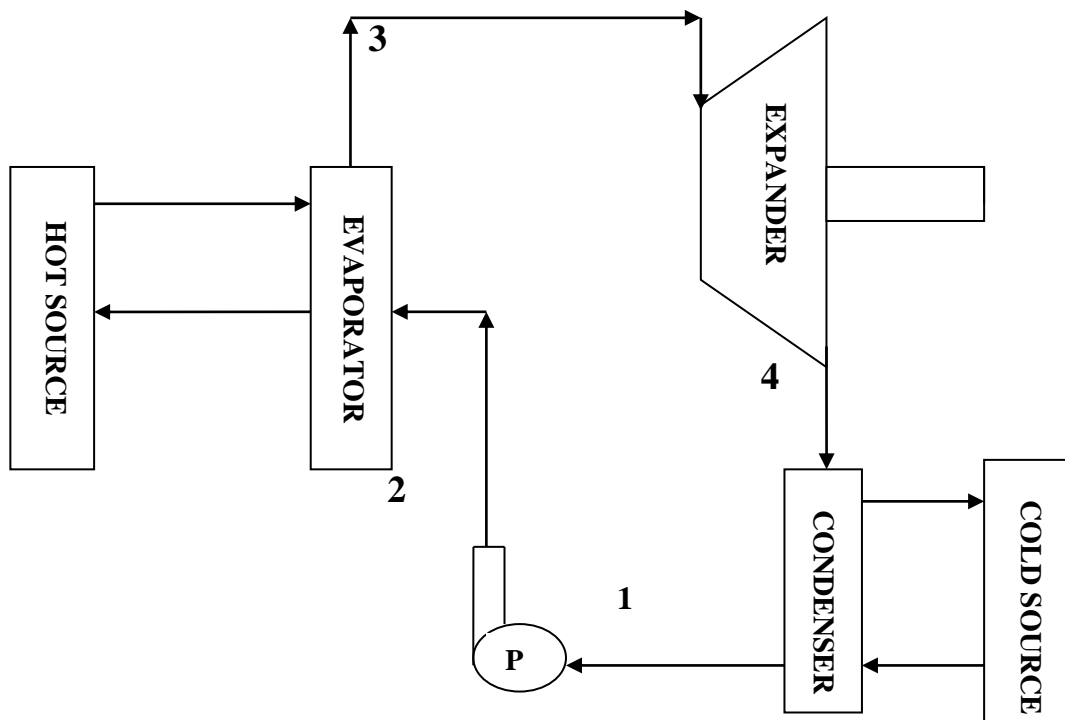 3
EXPANDER
HOT SOURCE
EVAPORATOR
4
2
CONDENSER
COLD SOURCE
1
P